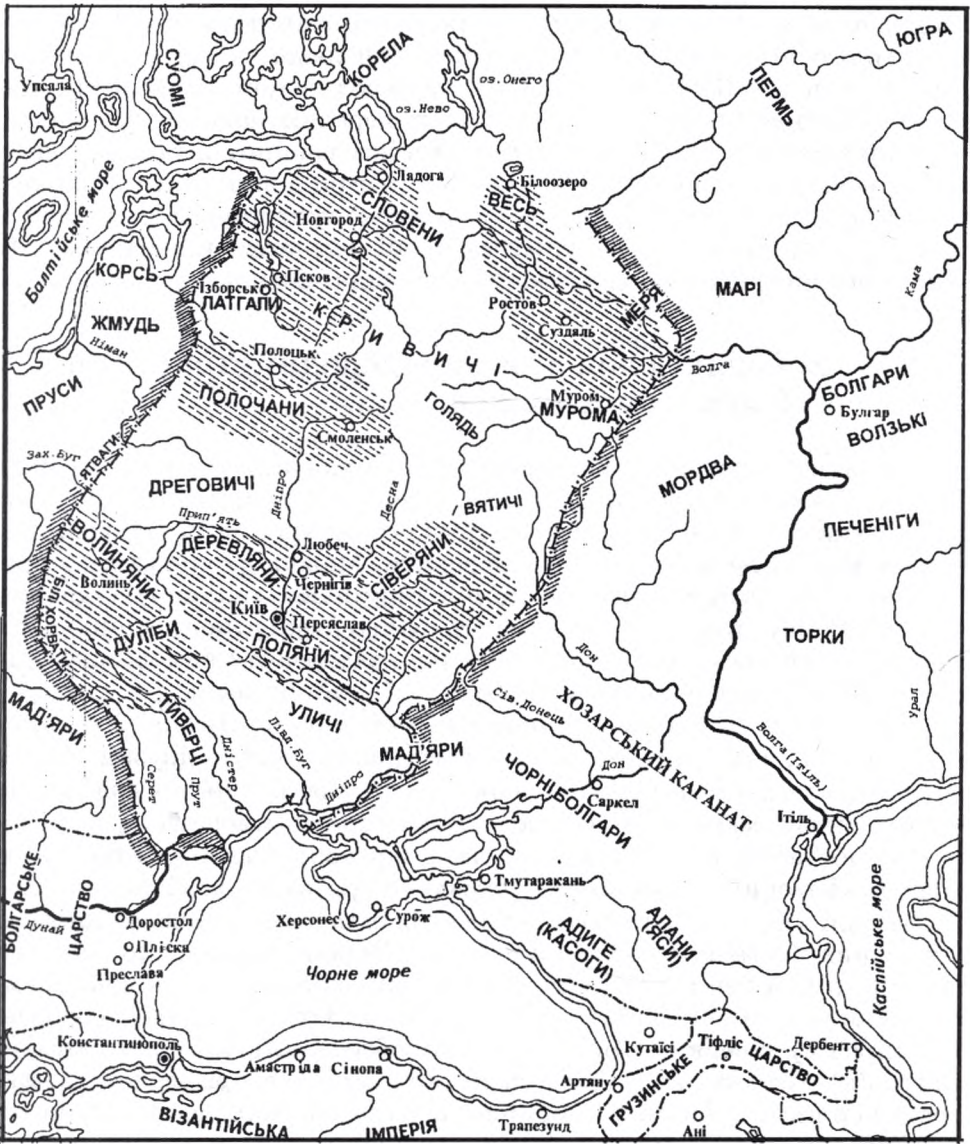 ЮГРА
СУОМІ
КОРЕЛА
оз.Онего
Упсала
оз.Нево
ПЕРМЬ
Ладога
Білоозеро
Балтійське море
СЛОВЕНИ
ВЕСЬ
Новгород
КОРСЬ
Псков
Ізборськ
ЛАТГАЛИ
МАРІ
Кама
Ростов
МЕРЯ
КРИВИЧІ
Суздяль
ЖМУДЬ
Німан
Полоцьк
Волга
ПРУСИ
ПОЛОЧАНИ
ГОЛЯДЬ
Муром
МУРОМА
БОЛГАРИ
Булгар
ВОЛЗЬКІ
Смоленськ
Зах.Буг
ЯТВАГИ
ДРЕГОВИЧІ
Дніпро
Десна
ВЯТИЧІ
МОРДВА
Прип'ять
ПЕЧЕНІГИ
ВОЛИНЯНИ
Волинь
ДЕРЕВЛЯНИ
Любеч
Чернігів
СІВЕРЯНИ
БІЛІ ХОРВАТИ
Київ
ДУЛІБИ
Персяслав
ПОЛЯНИ
ТОРКИ
Дон
МАД'ЯРИ
ТИВЕРЦІ
УЛИЧІ
Сів.Донець
ХОЗАРСЬКИЙ КАГАНАТ
Урал
Півд.Буг
МАД'ЯРИ
Волга(Ітіль)
Серет
Прут
Дністер
Дніпро
Дон
ЧОРНІ БОЛГАРИ
Саркел
Ітіль
БОЛГАРСЬКЕ
ЦАРСТВО
Тмутаракань
Дунай
Доростол
Херсонес
Сурож
Пліска
АДИГЕ
(КАСОГИ)
АЛАНИ
(ЯСИ)
Преслава
Чорне море
Каспійське море
Константинополь
Амастріда
Сінопа
Кутаїсі
Тіфліс
ЦАРСТВО
Дербент
Артяну
ГРУЗИНСЬКЕ
ВІЗАНТІЙСЬКА
ІМПЕРІЯ
Трапезунд
Ані